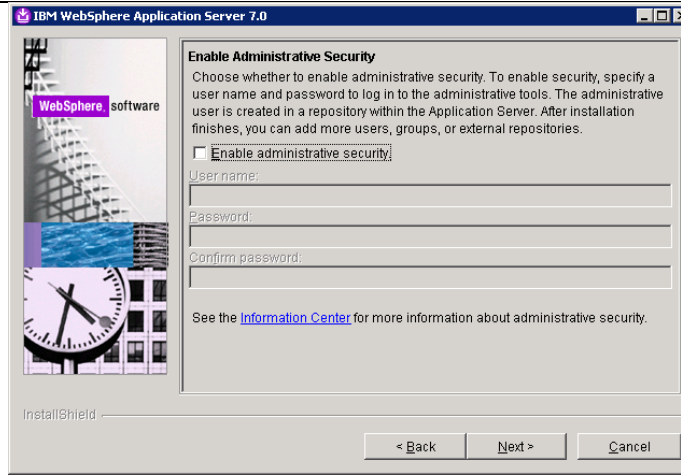 IBM WebSphere Application Server 7.0
WebSphere. software
Enable Administrative Security
Choose whether to enable administrative security. To enable security, specify a
user name and password to log in to the administrative tools. The administrative
user is created in a repository within the Application Server. After installation
finishes, you can add more users, groups, or external repositories.
Enable administrative security.
User name:
Password:
Confirm password:
See the Information Center for more information about administrative security.
InstallShield
< Back
Next >
Cancel